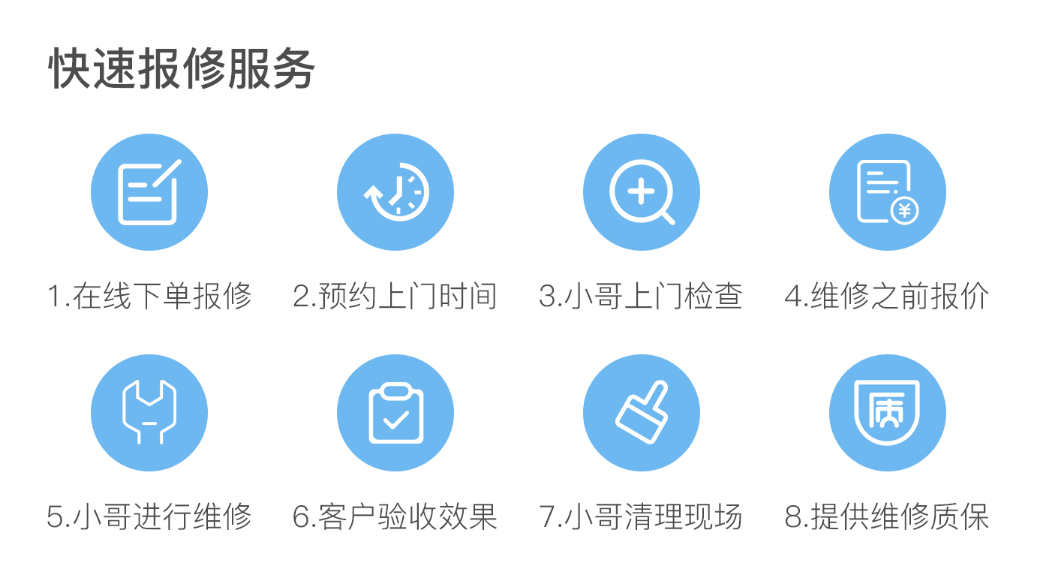 快速报修服务
1.在线下单报修
2.预约上门时间
3.小哥上门检查
¥
4.维修之前报价
5.小哥进行维修
6.客户验收效果
7.小哥清理现场
质
8.提供维修质保